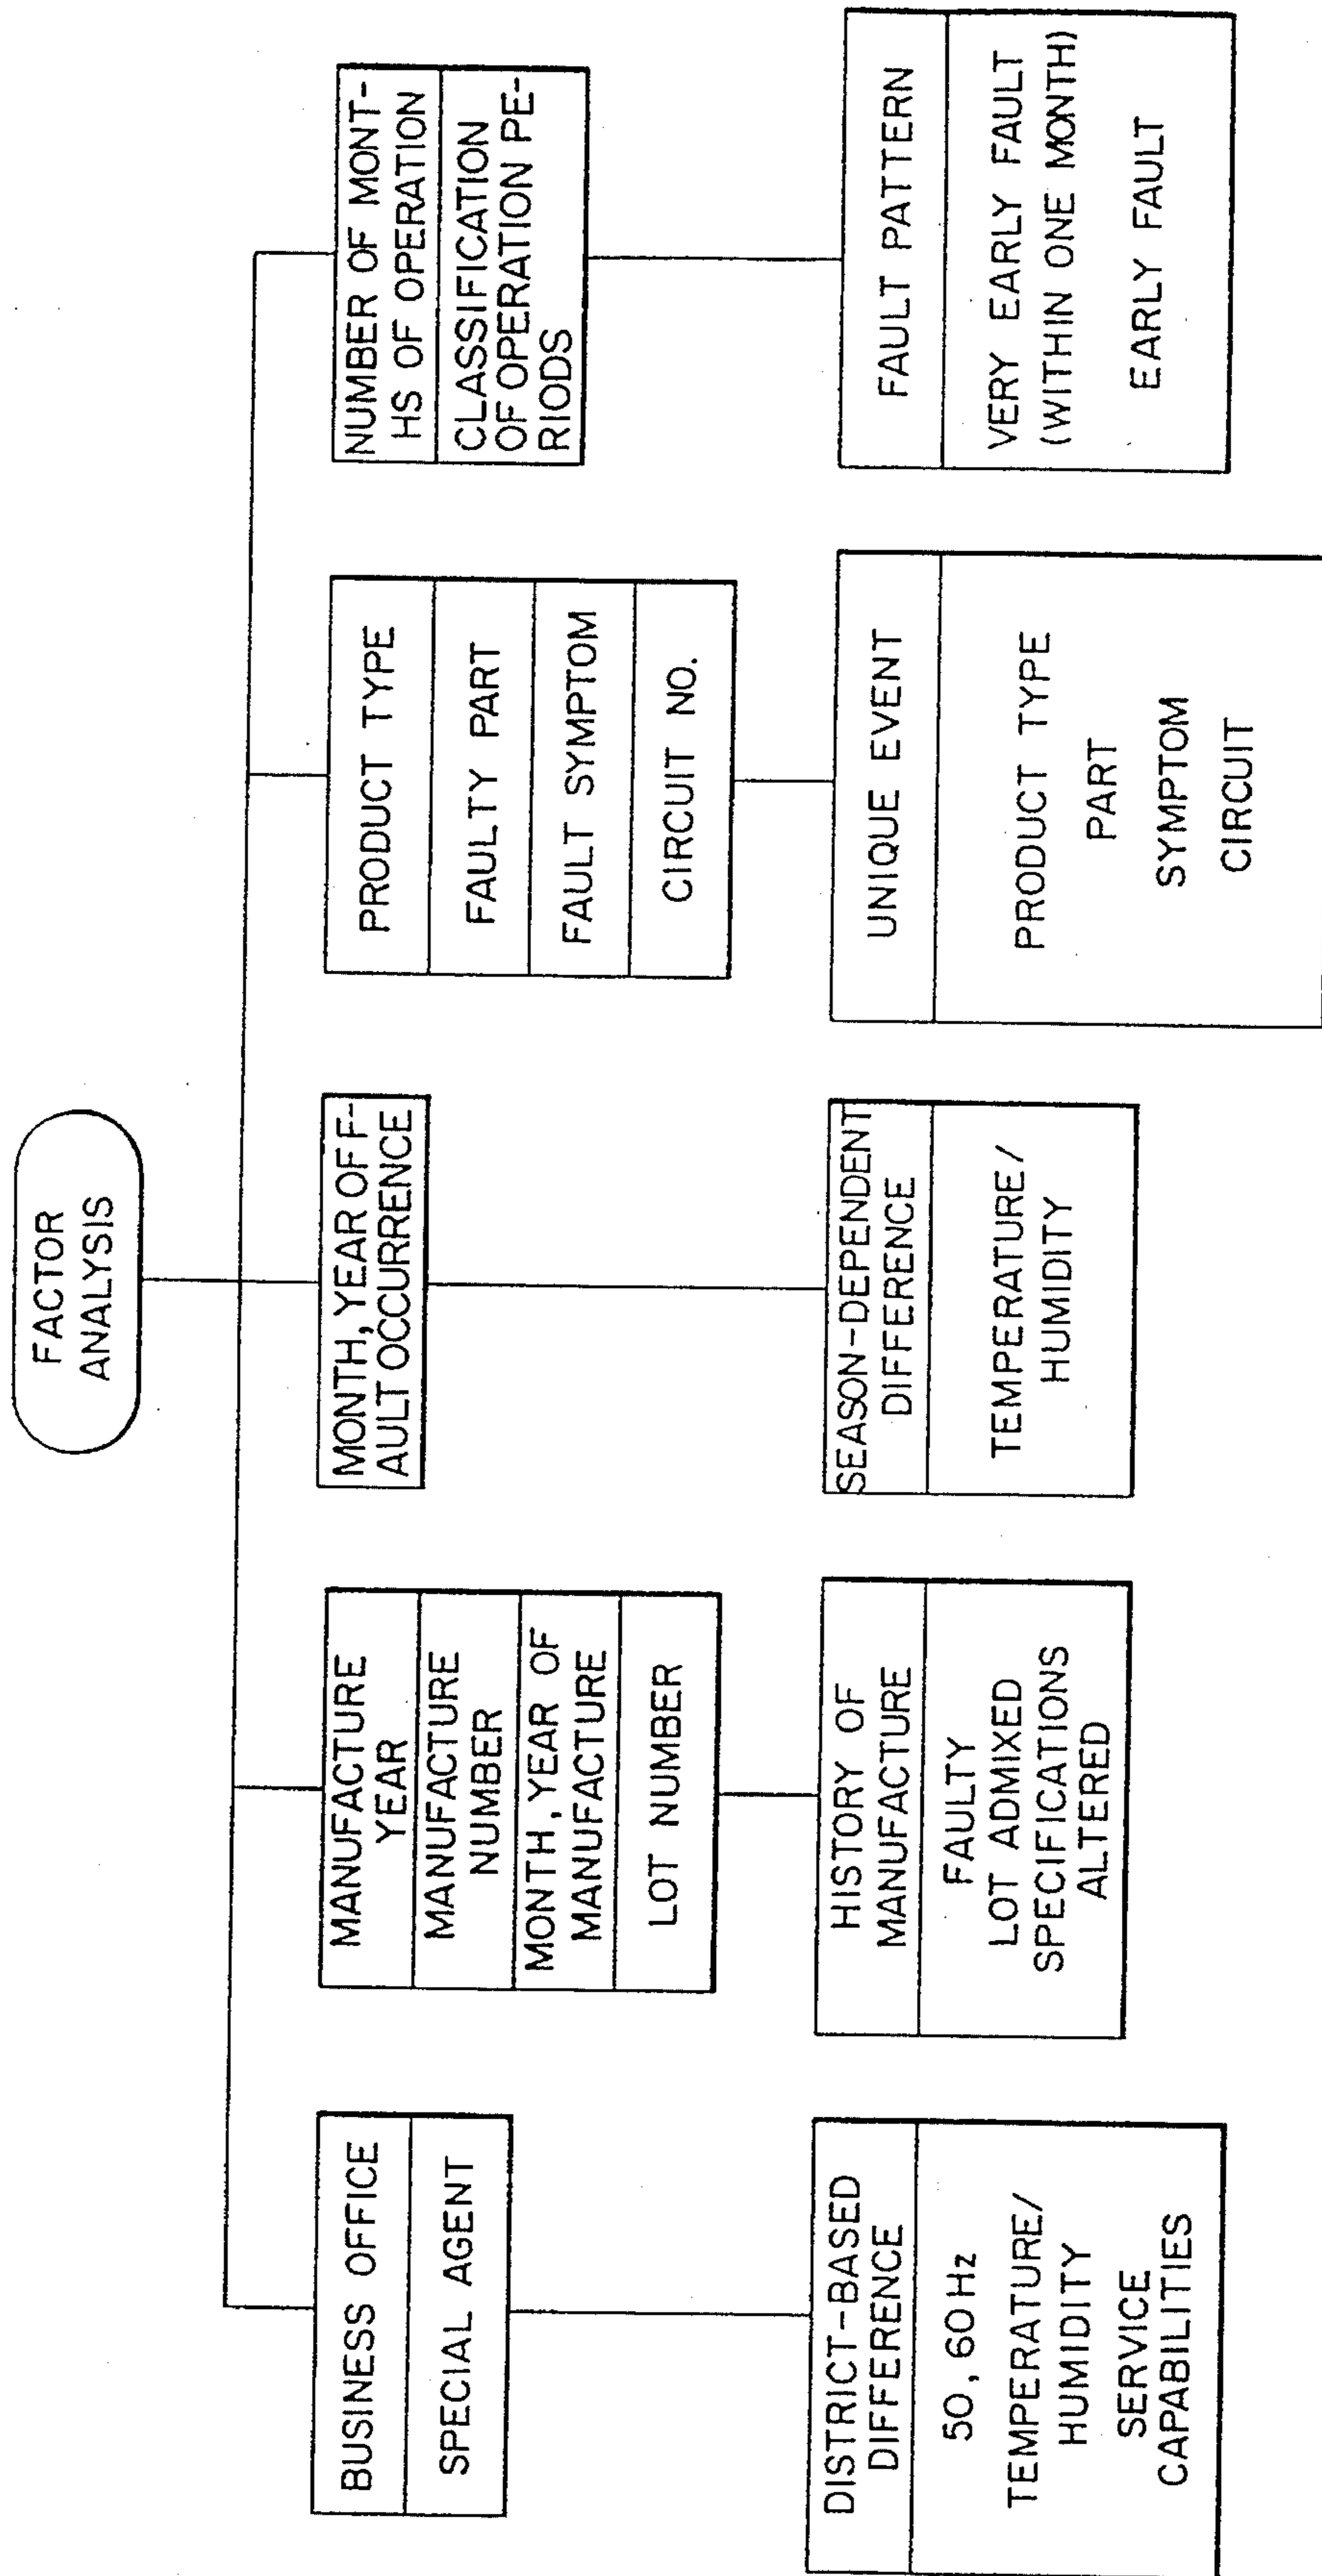 FACTOR
ANALYSIS
BUSINESS OFFICE
SPECIAL AGENT
DISTRICT-BASED
DIFFERENCE
50, 60 Hz
TEMPERATURE/
HUMIDITY
SERVICE
CAPABILITIES
MANUFACTURE
YEAR
MANUFACTURE
NUMBER
MONTH, YEAR OF
MANUFACTURE
LOT NUMBER
HISTORY OF
MANUFACTURE
FAULTY
LOT ADMIXED
SPECIFICATIONS
ALTERED
MONTH, YEAR OF F-
AULT OCCURRENCE
SEASON-DEPENDENT
DIFFERENCE
TEMPERATURE/
HUMIDITY
PRODUCT TYPE
FAULTY PART
FAULT SYMPTOM
CIRCUIT NO.
UNIQUE EVENT
PRODUCT TYPE
PART
SYMPTOM
CIRCUIT
NUMBER OF MONT-
HS OF OPERATION
CLASSIFICATION
OF OPERATION PE-
RIODS
FAULT PATTERN
VERY EARLY FAULT
(WITHIN ONE MONTH)
EARLY FAULT